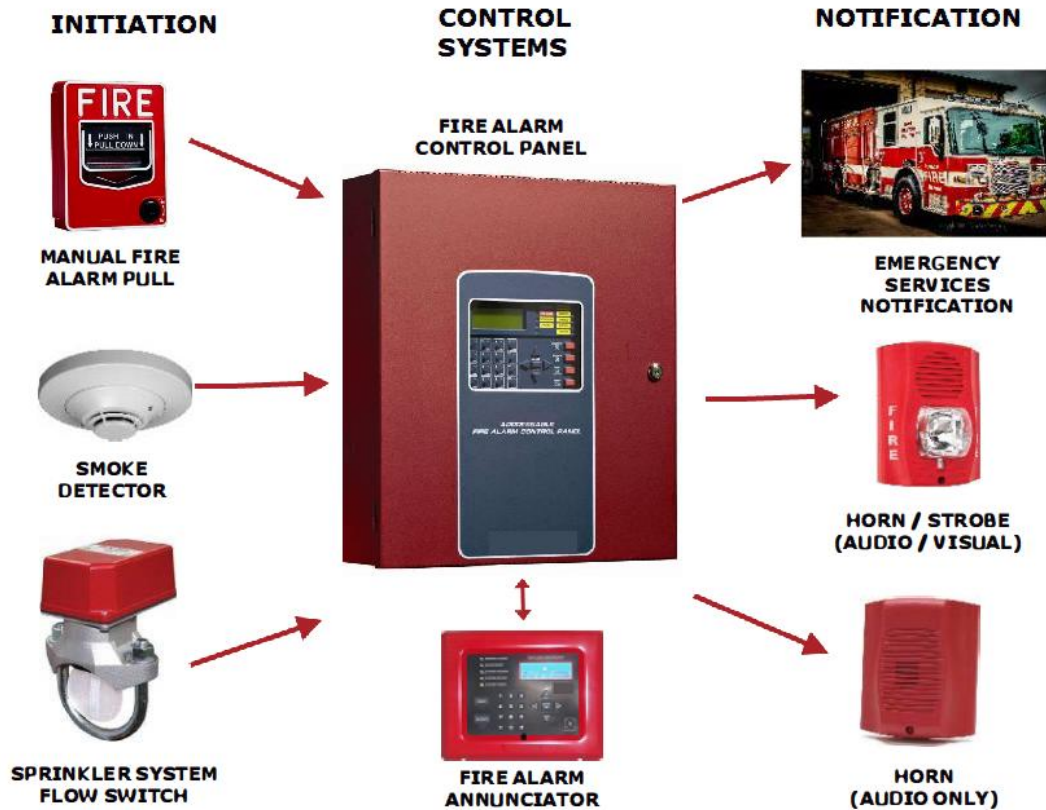 INITIATION
CONTROL
SYSTEMS
NOTIFICATION
FIRE
PUSH IN
PULL DOWN
MANUAL FIRE
ALARM PULL
SMOKE
DETECTOR
SPRINKLER SYSTEM
FLOW SWITCH
FIRE ALARM
CONTROL PANEL
ADDRESSABLE
FIRE ALARM CONTROL PANEL
FIRE ALARM
ANNUNCIATOR
EMERGENCY
SERVICES
NOTIFICATION
FIRE
HORN / STROBE
(AUDIO / VISUAL)
HORN
(AUDIO ONLY)